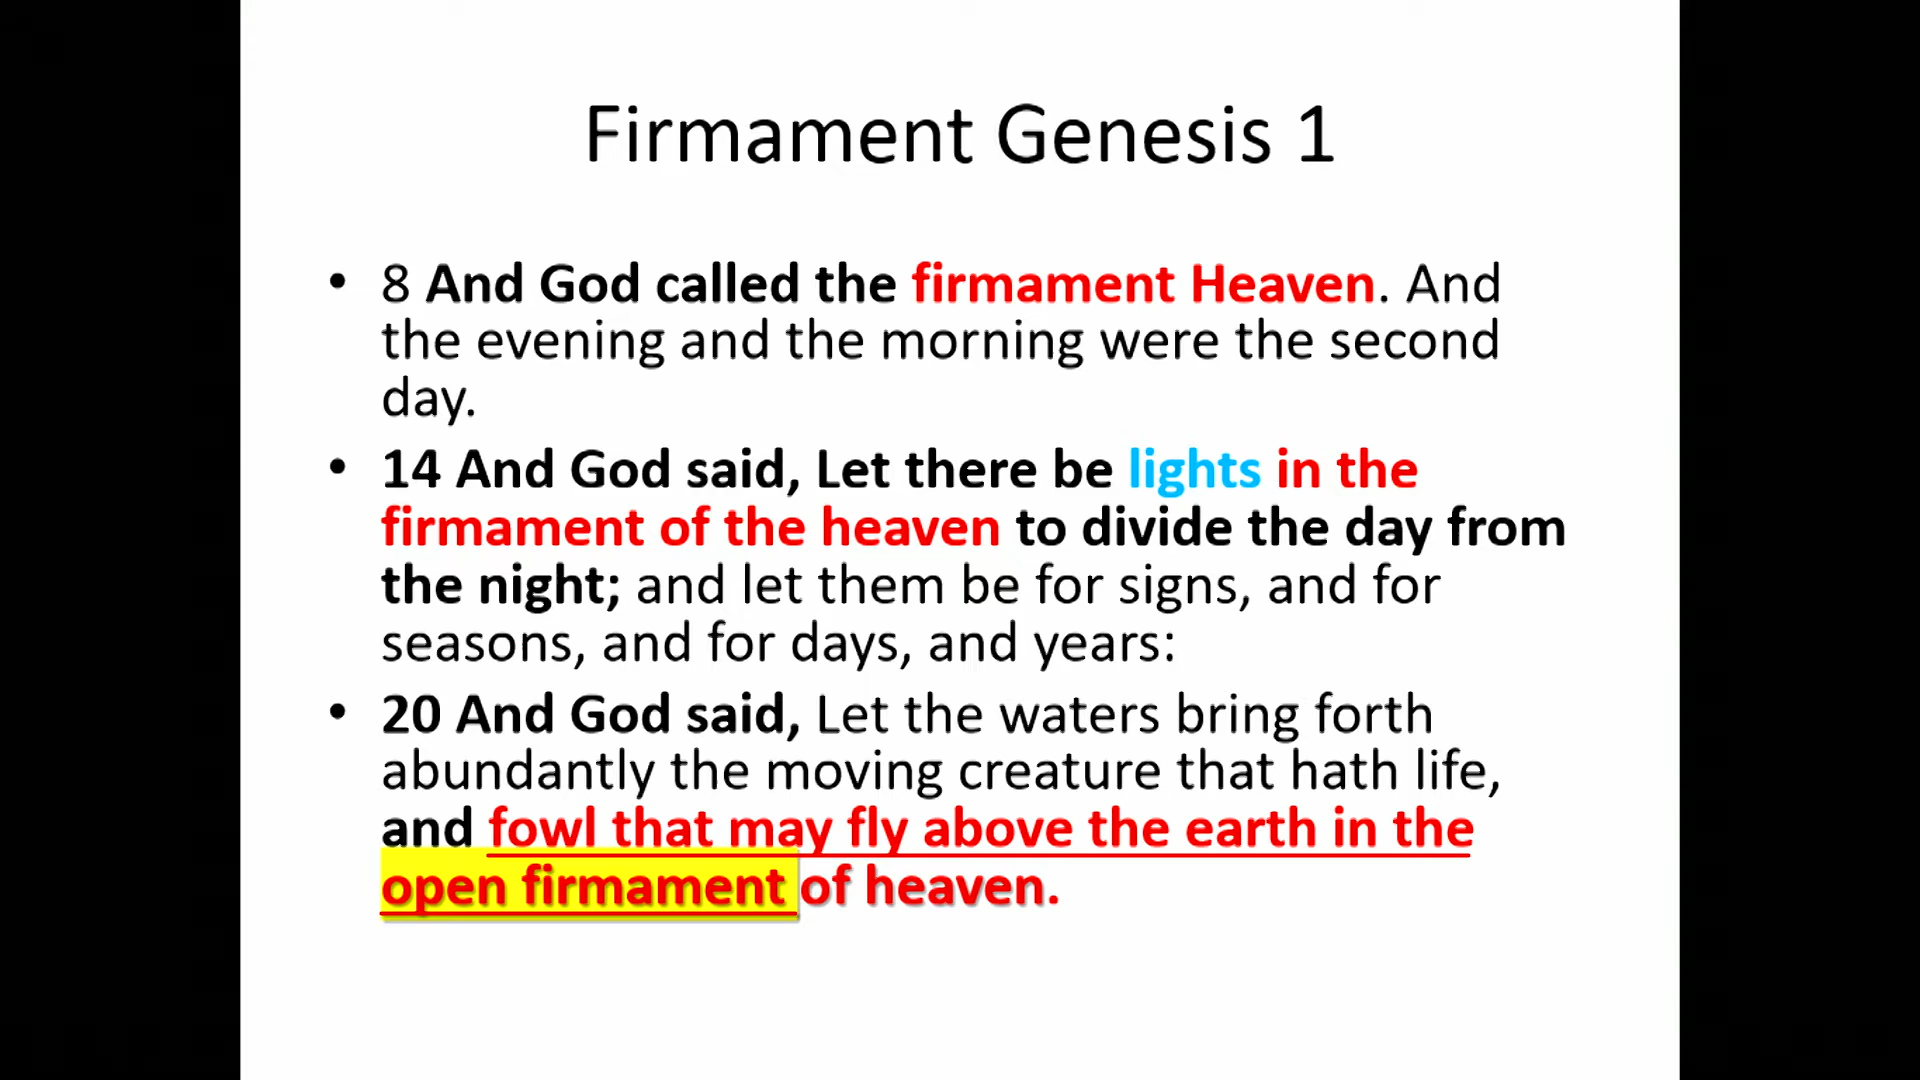 Firmament Genesis 1
• 8 And God called the firmament Heaven. And
the evening and the morning were the second
day.
• 14 And God said, Let there be lights in the
firmament of the heaven to divide the day from
the night; and let them be for signs, and for
seasons, and for days, and years:
• 20 And God said, Let the waters bring forth
abundantly the moving creature that hath life,
and fowl that may fly above the earth in the
open firmament of heaven.